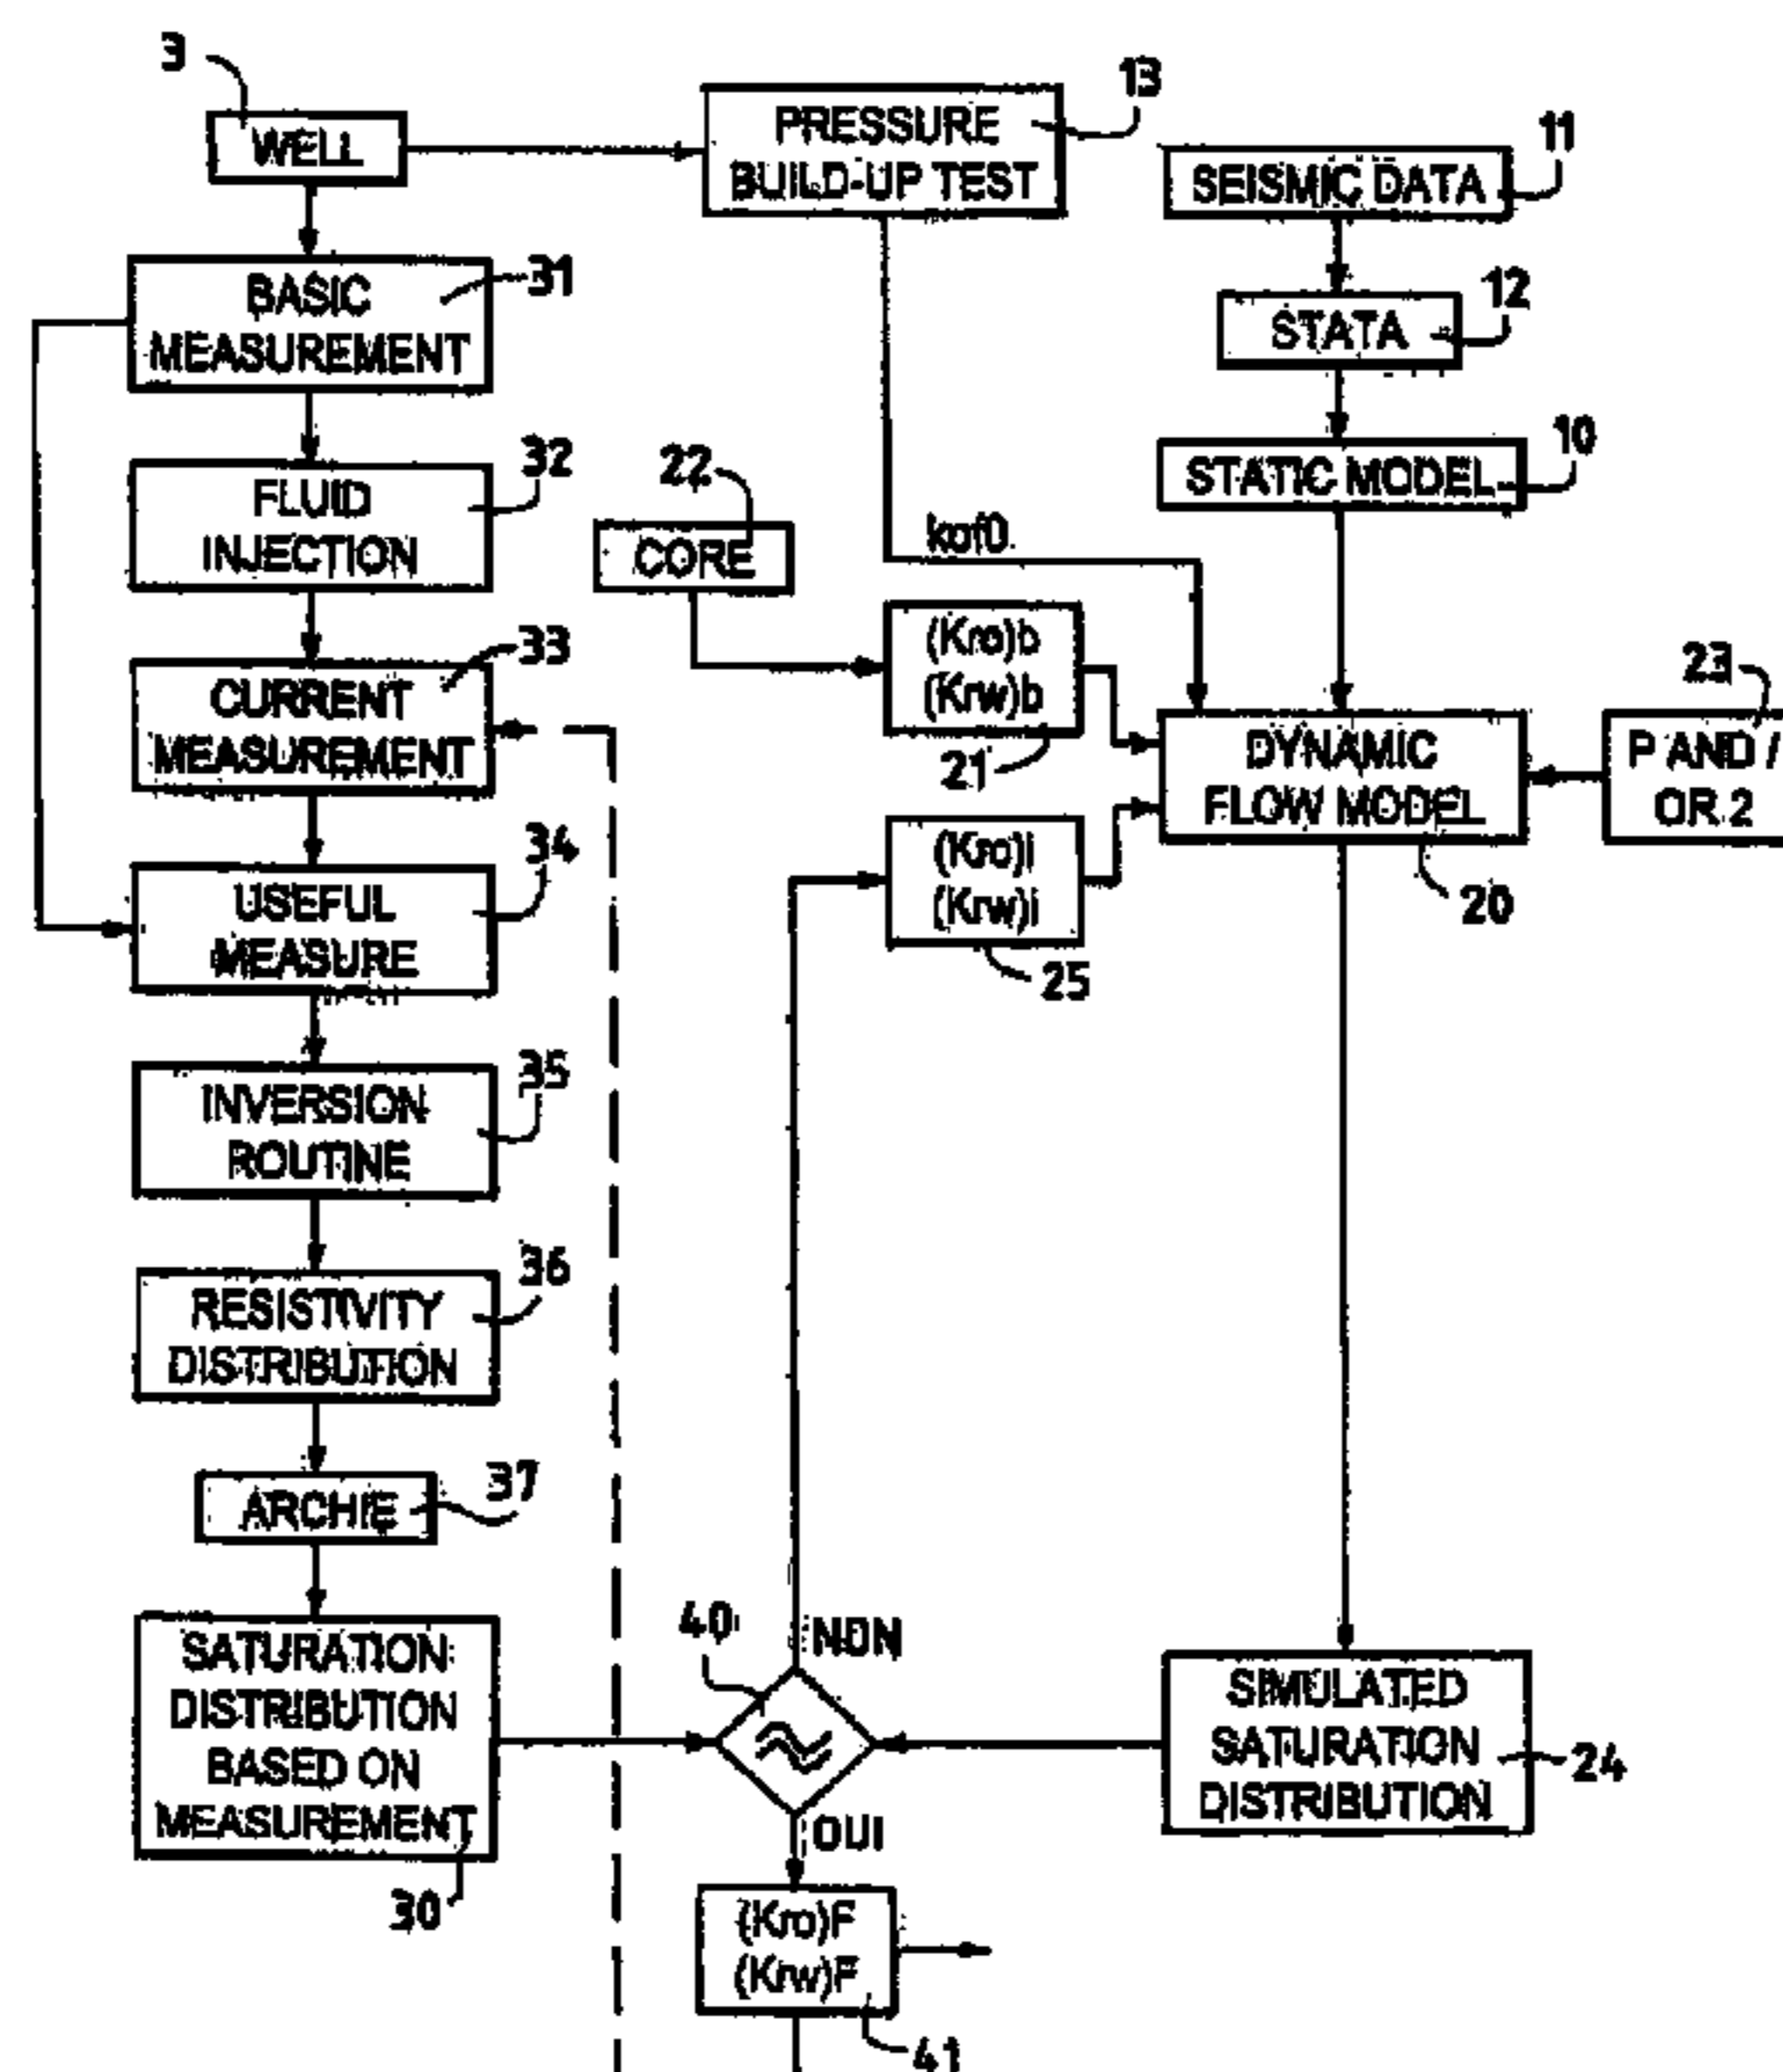 3
WELL
PRESSURE
BUILD-UP TEST
13
SEISMIC DATA
11
BASIC
MEASUREMENT
31
STATA
12
FLUID
INJECTION
32
22
CORE
STATIC MODEL
10
CURRENT
MEASUREMENT
33
(Kro)b
(Krw)b
21
DYNAMIC
FLOW MODEL
20
23
P AND /
OR 2
USEFUL
MEASURE
34
(Kro)i
(Krw)i
25
INVERSION
ROUTINE
35
RESISTIVITY
DISTRIBUTION
36
ARCHIE
37
SATURATION
DISTRIBUTION
BASED ON
MEASUREMENT
30
40
NON
OUI
SIMULATED
SATURATION
DISTRIBUTION
24
(Kro)F
(Krw)F
41